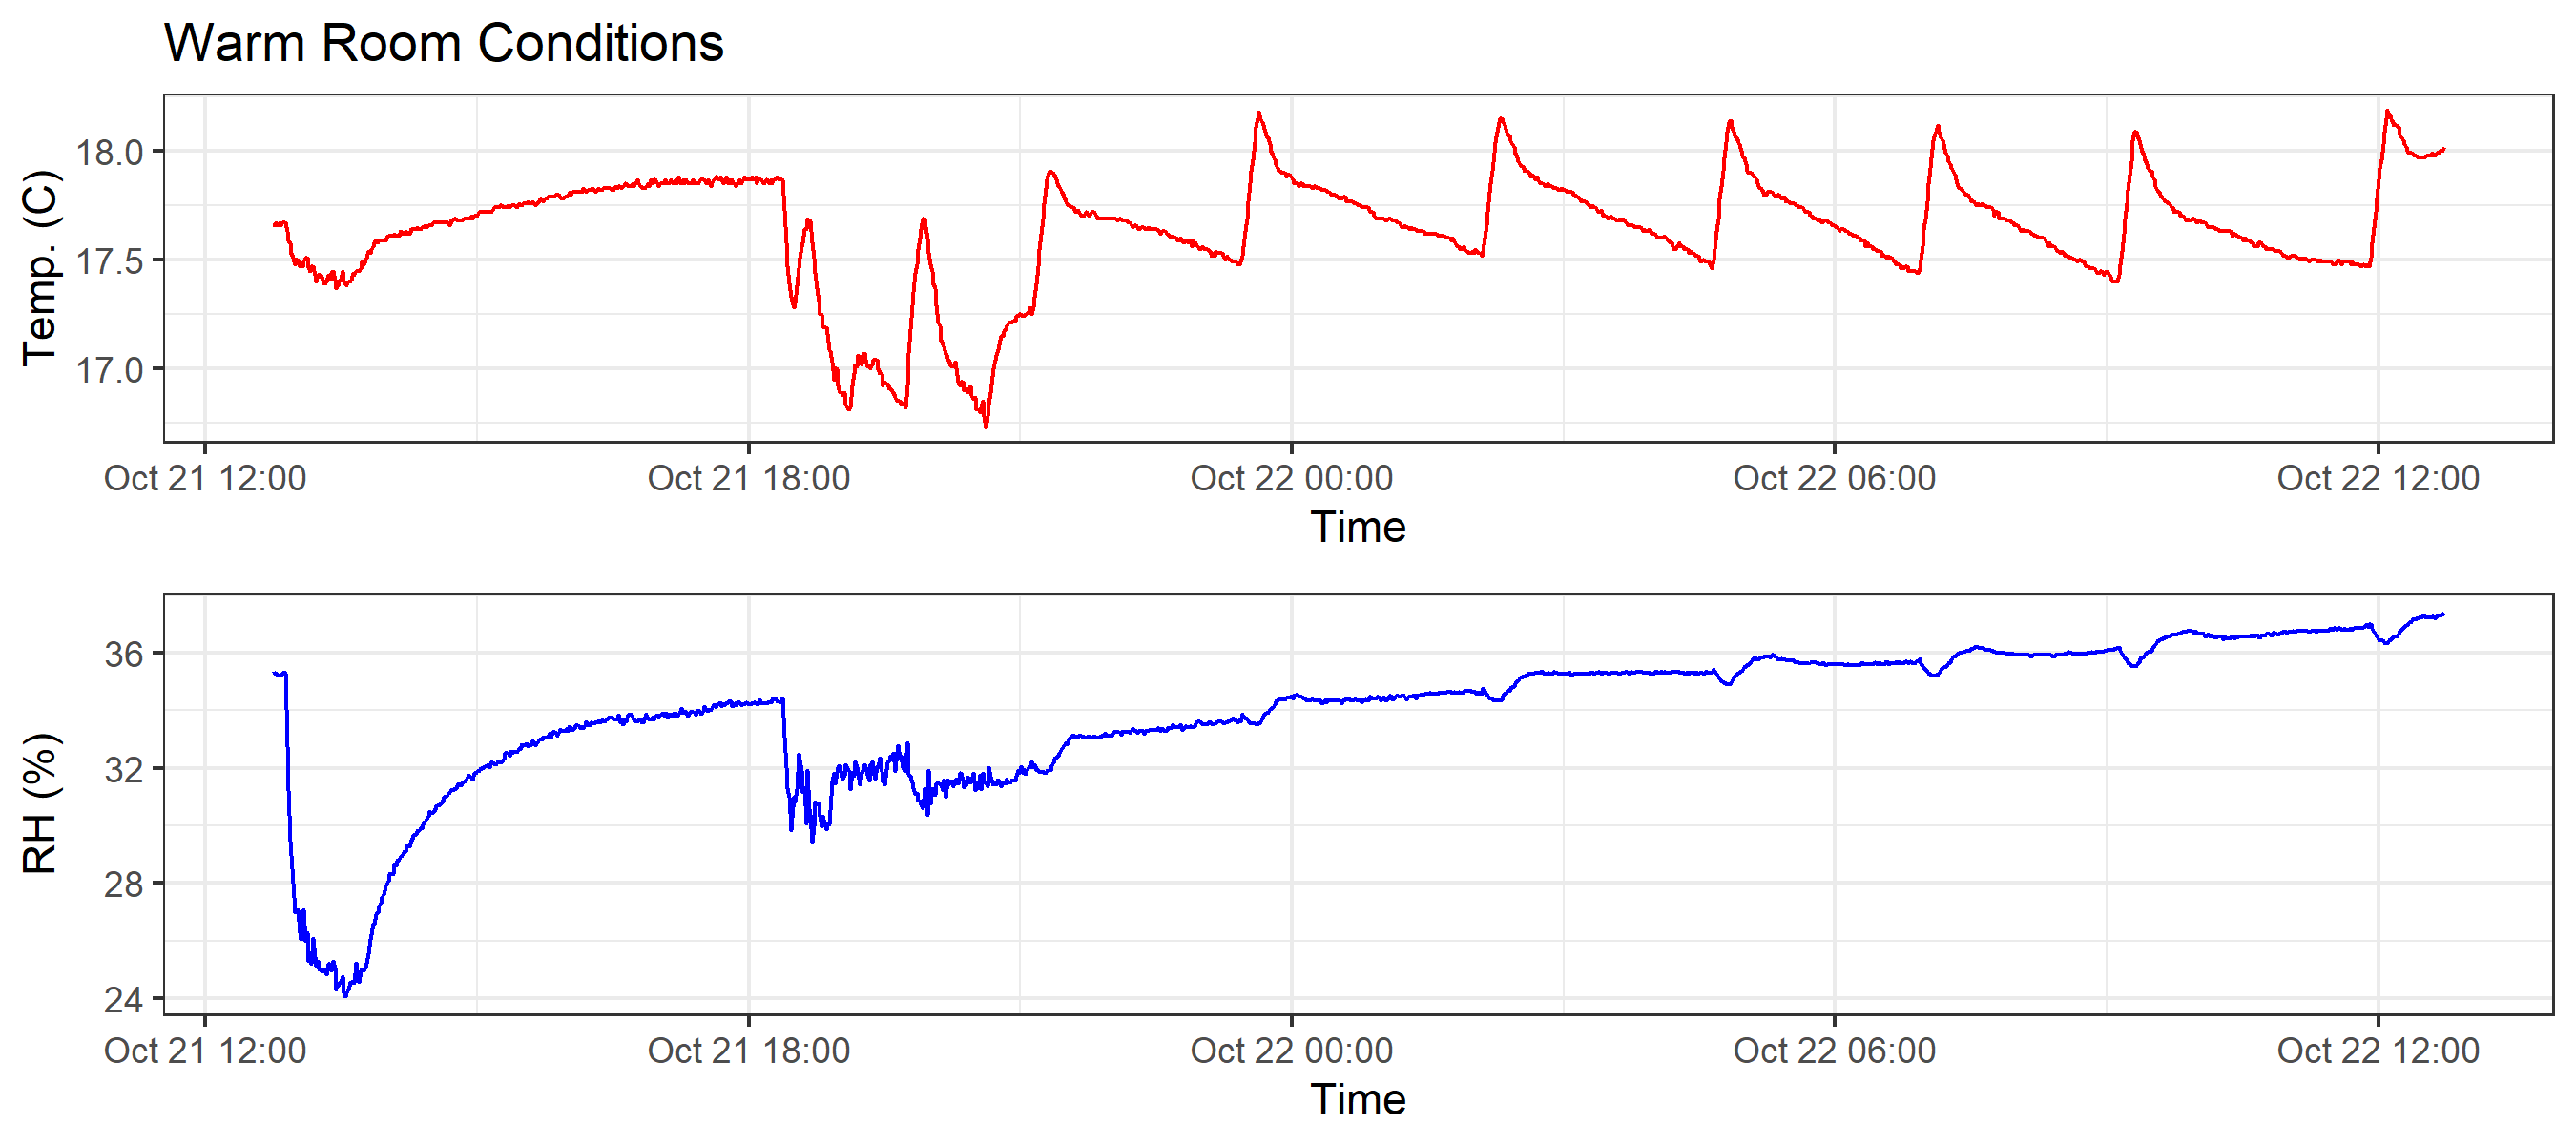 Warm Room Conditions
Temp. (C)
18.0
17.5
17.0
Oct 21 12:00 Oct 21 18:00 Oct 22 00:00 Oct 22 06:00 Oct 22 12:00
Time
RH (%)
36
32
28
24
Oct 21 12:00 Oct 21 18:00 Oct 22 00:00 Oct 22 06:00 Oct 22 12:00
Time